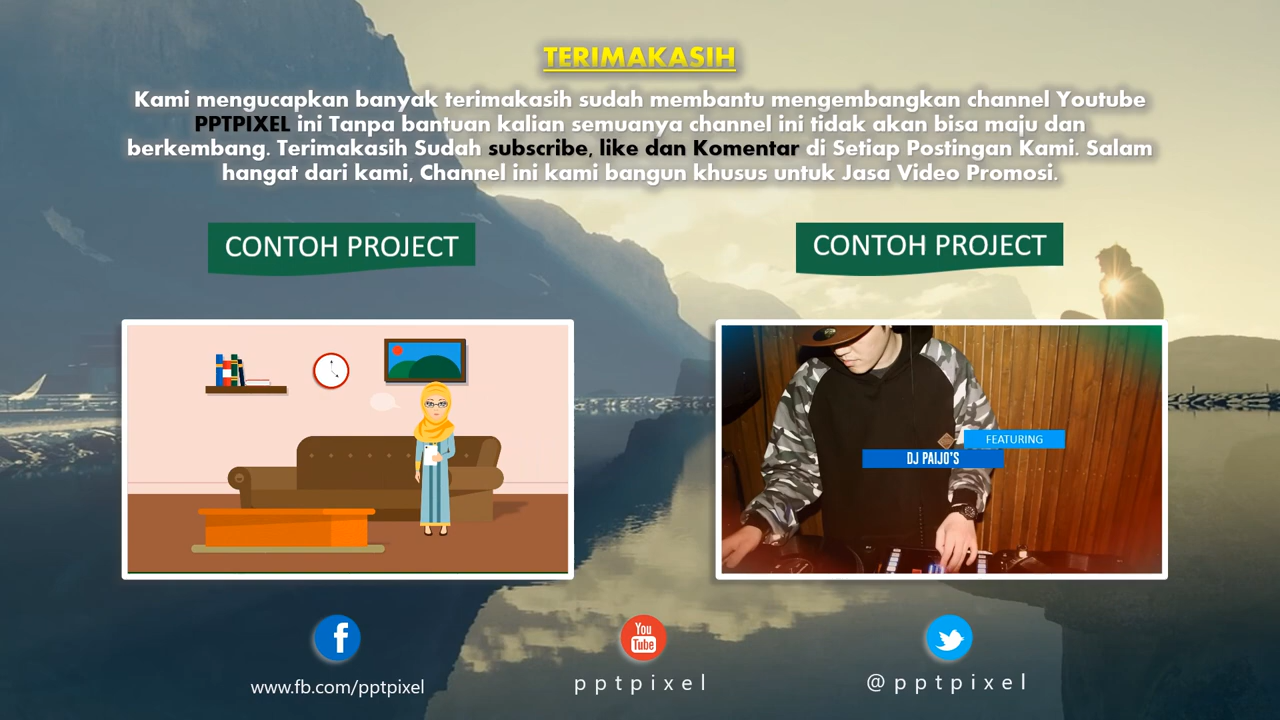 TERIMAKASIH
Kami mengucapkan banyak terimakasih sudah membantu mengembangkan channel Youtube
PPTPIXEL ini Tanpa bantuan kalian semuanya channel ini tidak akan bisa maju dan
berkembang. Terimakasih Sudah subscribe, like dan Komentar di Setiap Postingan Kami. Salam
hangat dari kami, Channel ini kami bangun khusus untuk Jasa Video Promosi.
CONTOH PROJECT
CONTOH PROJECT
FEATURING
DJ PAIJO'S
f
You
Tube
www.fb.com/pptpixel
pptpixel
@pptpixel